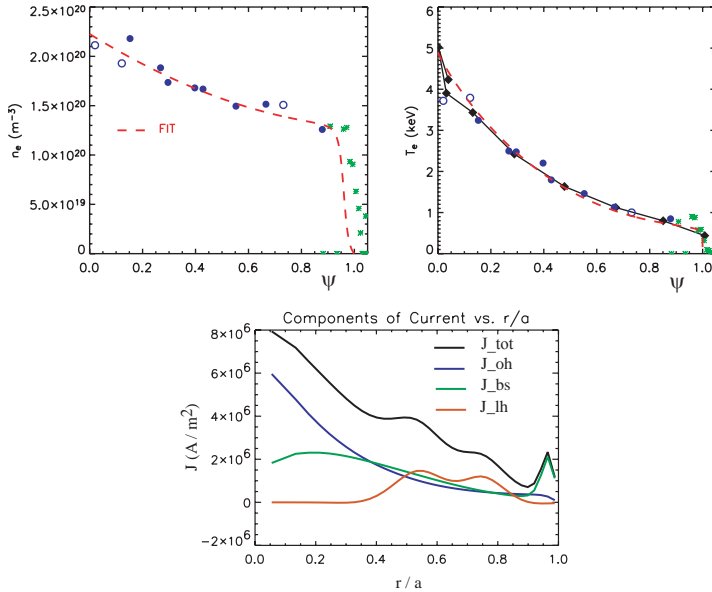 2.5×10²⁰
2.0×10²⁰
1.5×10²⁰
1.0×10²⁰
5.0×10¹⁹
0
nₑ (m⁻³)
FIT
0.0 0.2 0.4 0.6 0.8 1.0
ψ
6
5
4
3
2
1
0
Tₑ (keV)
0.0 0.2 0.4 0.6 0.8 1.0
ψ
Components of Current vs. r/a
8×10⁶
6×10⁶
4×10⁶
2×10⁶
0
−2×10⁶
J (A / m²)
J_tot
J_oh
J_bs
J_lh
0.0 0.2 0.4 0.6 0.8 1.0
r / a